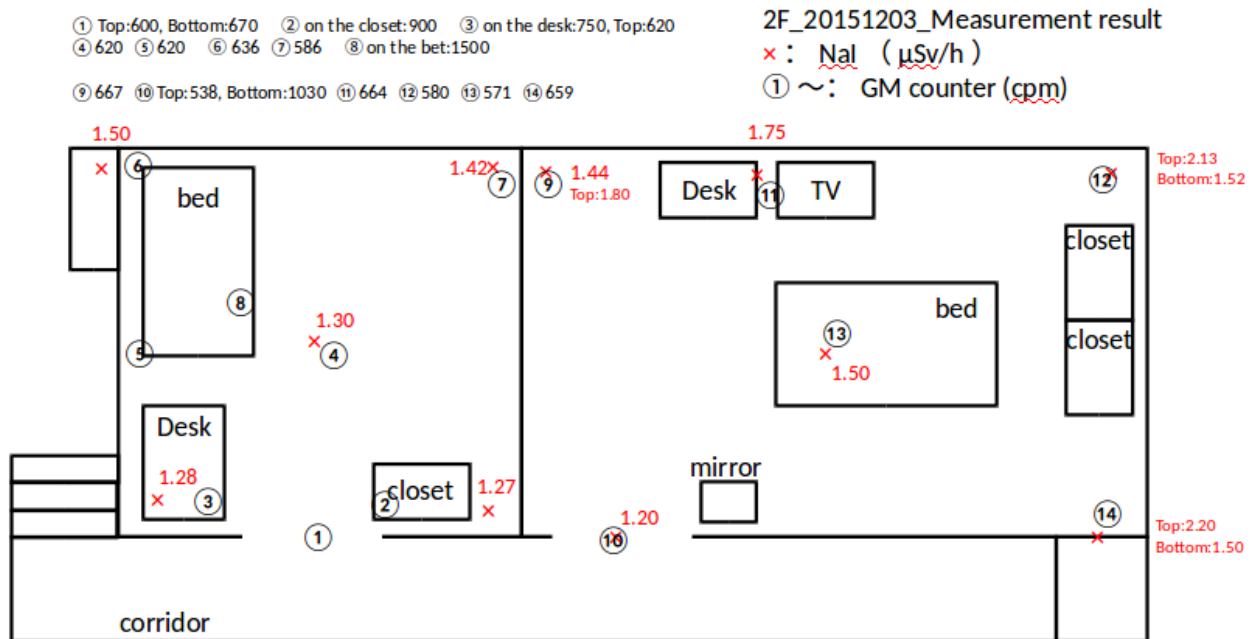 ① Top:600, Bottom:670 ② on the closet:900 ③ on the desk:750, Top:620
④ 620 ⑤ 620 ⑥ 636 ⑦ 586 ⑧ on the bet:1500
⑨ 667 ⑩ Top:538, Bottom:1030 ⑪ 664 ⑫ 580 ⑬ 571 ⑭ 659
2F_20151203_Measurement result
×： NaI （ μSv/h ）
①～： GM counter (cpm)
1.50
1.75
⑥
bed
1.42
⑦
⑨
1.44
Top:1.80
Desk
⑪
TV
⑫
Top:2.13
Bottom:1.52
closet
⑧
bed
1.30
④
⑤
⑬
1.50
closet
Desk
1.28
③
②
closet
1.27
mirror
1.20
①
⑩
⑭
Top:2.20
Bottom:1.50
corridor